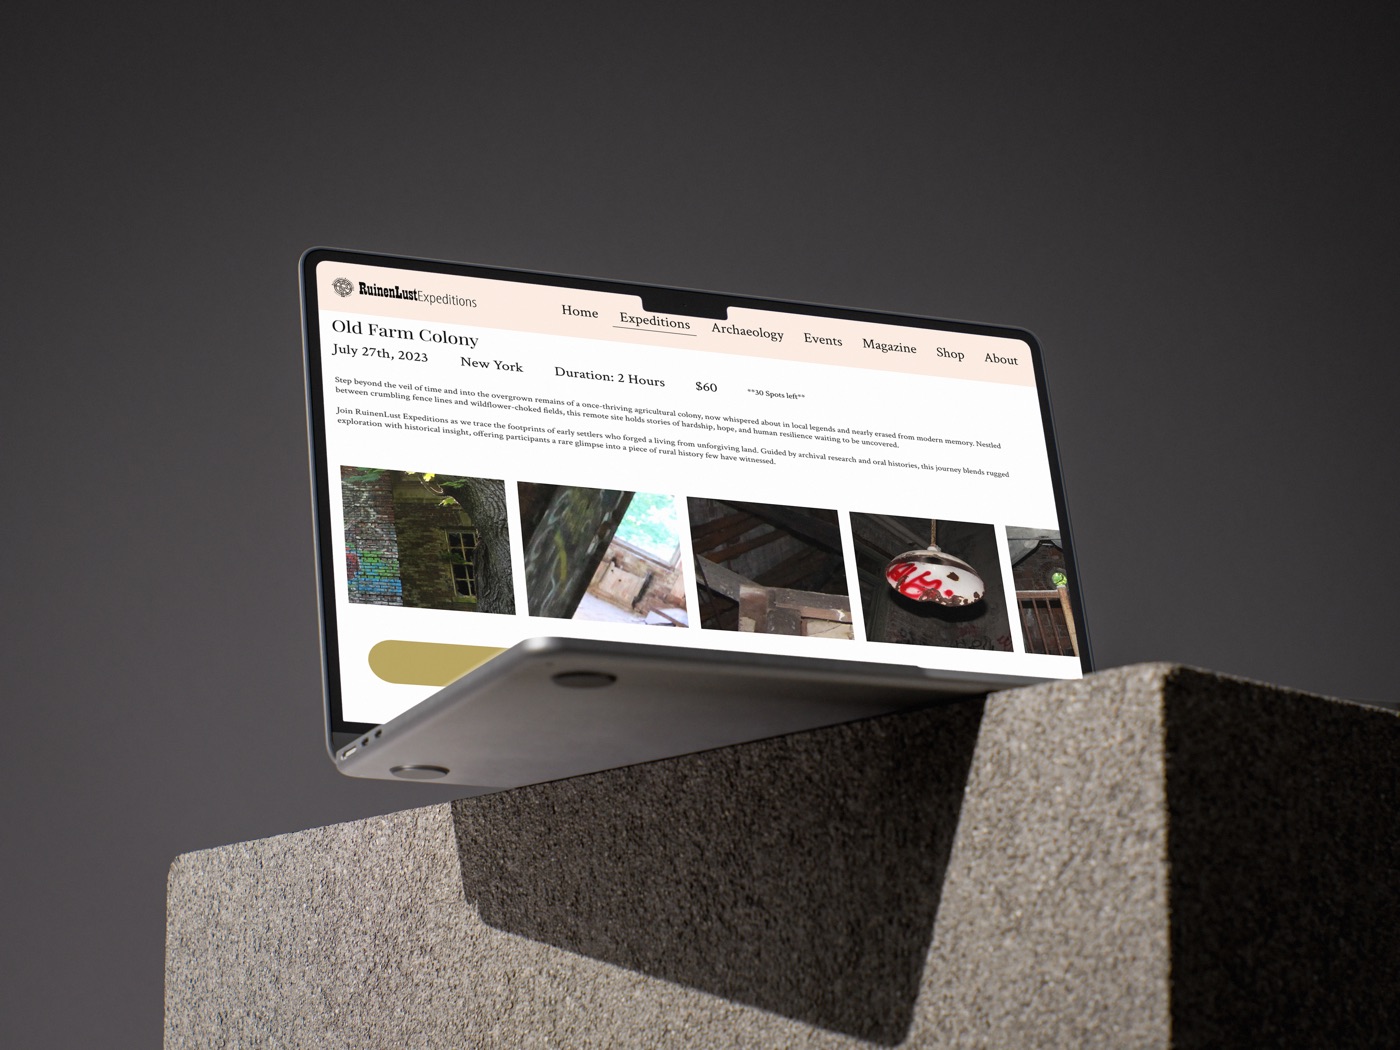 RuinenLustExpeditions
Home Expeditions Archaeology Events Magazine Shop About
Old Farm Colony
July 27th, 2023 New York Duration: 2 Hours $60 **30 Spots left**
Step beyond the veil of time and into the overgrown remains of a once-thriving agricultural colony, now whispered about in local legends and nearly erased from modern memory. Nestled
between crumbling fence lines and wildflower-choked fields, this remote site holds stories of hardship, hope, and human resilience waiting to be uncovered.
Join RuinenLust Expeditions as we trace the footprints of early settlers who forged a living from unforgiving land. Guided by archival research and oral histories, this journey blends rugged
exploration with historical insight, offering participants a rare glimpse into a piece of rural history few have witnessed.